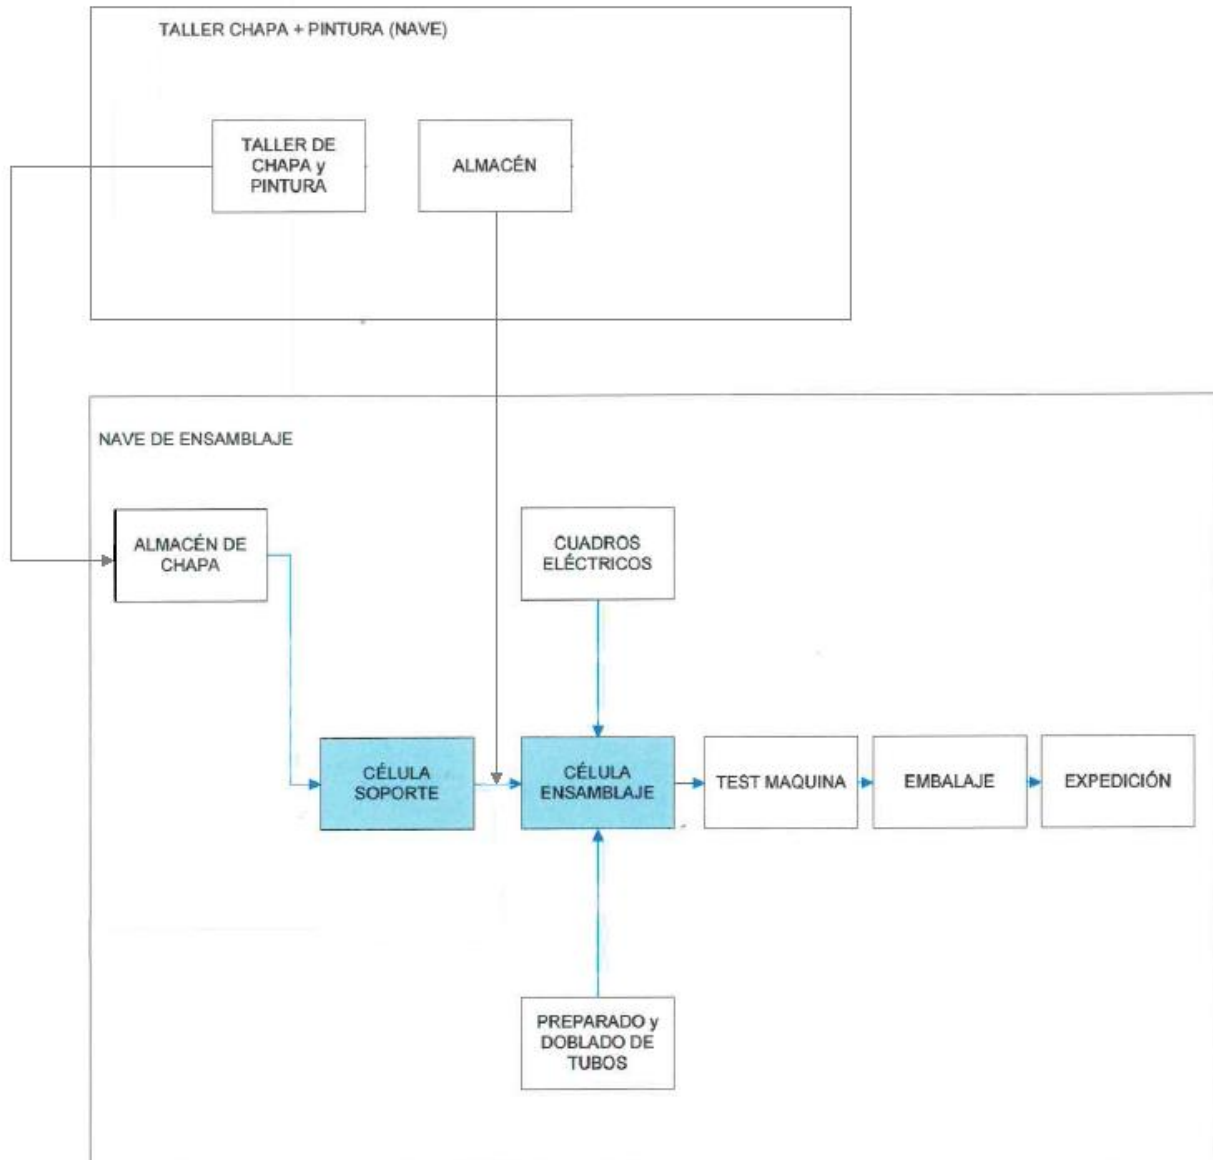 TALLER CHAPA + PINTURA (NAVE)
TALLER DE
CHAPA y
PINTURA
ALMACÉN
NAVE DE ENSAMBLAJE
ALMACÉN DE
CHAPA
CUADROS
ELÉCTRICOS
CÉLULA
SOPORTE
CÉLULA
ENSAMBLAJE
TEST MAQUINA
EMBALAJE
EXPEDICIÓN
PREPARADO y
DOBLADO DE
TUBOS